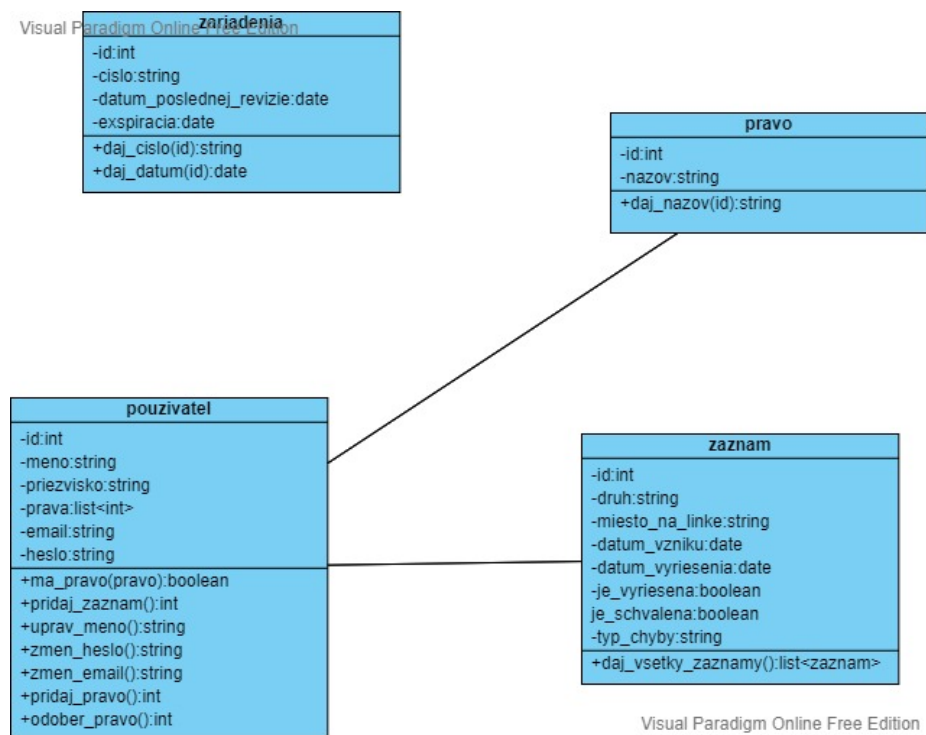 Visual Paradigm Online Free Edition
zariadenia
-id:int
-cislo:string
-datum_poslednej_revizie:date
-exspiracia:date
+daj_cislo(id):string
+daj_datum(id):date
pravo
-id:int
-nazov:string
+daj_nazov(id):string
pouzivatel
-id:int
-meno:string
-priezvisko:string
-prava:list<int>
-email:string
-heslo:string
+ma_pravo(pravo):boolean
+pridaj_zaznam():int
+uprav_meno():string
+zmen_heslo():string
+zmen_email():string
+pridaj_pravo():int
+odober_pravo():int
zaznam
-id:int
-druh:string
-miesto_na_linke:string
-datum_vzniku:date
-datum_vyriesenia:date
-je_vyriesena:boolean
je_schvalena:boolean
-typ_chyby:string
+daj_vsetky_zaznamy():list<zaznam>
Visual Paradigm Online Free Edition